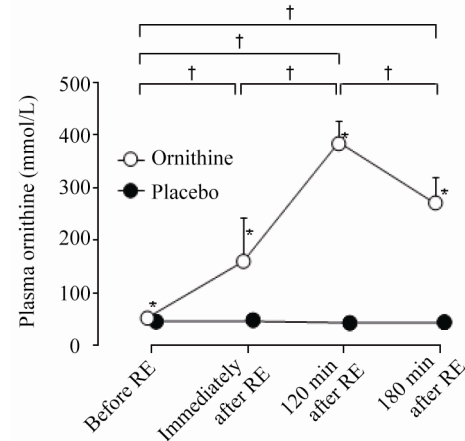 †
†
† † †
500
400
300
200
100
50
0
Plasma ornithine (mmol/L)
Ornithine
Placebo
*
*
*
*
Before RE
Immediately
after RE
120 min
after RE
180 min
after RE